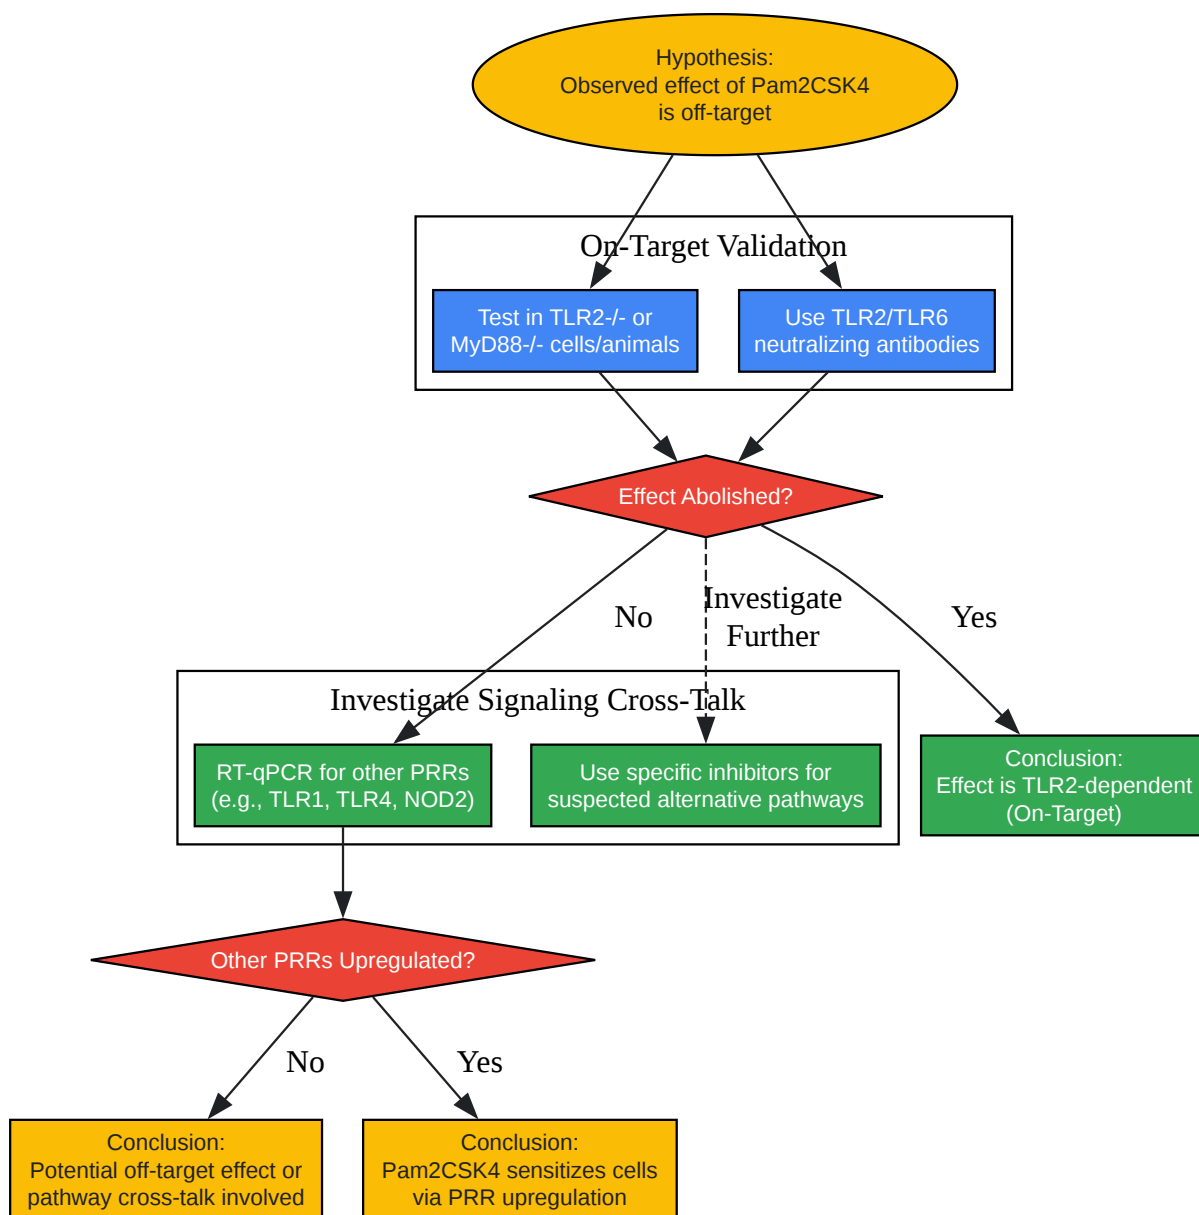 Hypothesis:
Observed effect of Pam2CSK4
is off-target
On-Target Validation
Test in TLR2-/- or
MyD88-/- cells/animals
Use TLR2/TLR6
neutralizing antibodies
Effect Abolished?
No
Investigate
Further
Yes
Investigate Signaling Cross-Talk
RT-qPCR for other PRRs
(e.g., TLR1, TLR4, NOD2)
Use specific inhibitors for
suspected alternative pathways
Conclusion:
Effect is TLR2-dependent
(On-Target)
Other PRRs Upregulated?
No
Yes
Conclusion:
Potential off-target effect or
pathway cross-talk involved
Conclusion:
Pam2CSK4 sensitizes cells
via PRR upregulation